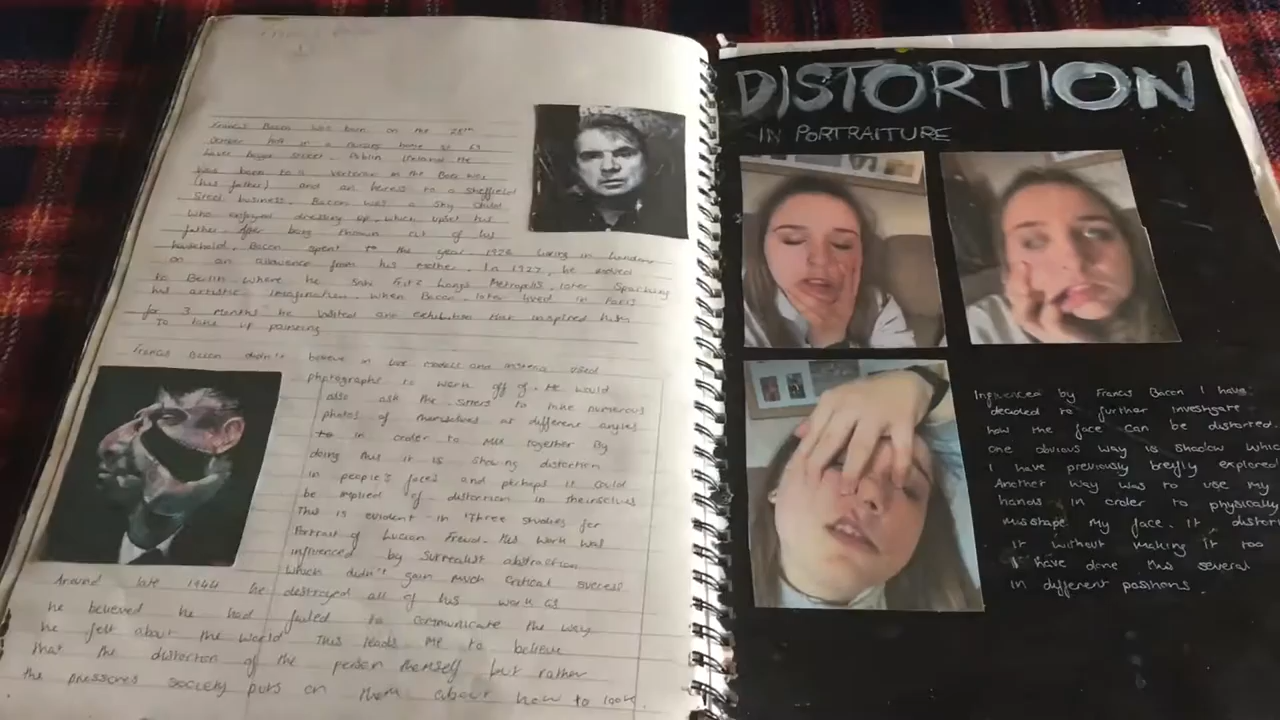 Francis Bacon was born on the 28th
October 1909 in a nursing home at 63
lower baggot street, Dublin Ireland. He
was born to a veteran in the Boer war
(his father) and an heiress to a sheffield
Steel business. Bacon was a shy child
who enjoyed dressing up, which upset his
father. After being thrown out of his
household, Bacon spent to the year 1926 living in London
on an allowence from his mother. In 1927, he moved
to Berlin where he saw Fritz Langs Metropolis, later sparking
his artistic imagination. When Bacon later lived in Paris
for 3 months he visited an exhibition that inspired him
To take up painting
Francis Bacon didn't believe in live models and instead used
photographs to work off of. He would
also ask the sitters to take numerous
photos of themselves at different angles
to in order to mix together. By
doing this it is showing distortion
in people's faces and perhaps it could
be implied of distortion in theirselves
This is evident in 'Three studies for
Portrait of Lucian Freud. His work was
influenced by surrealist abstraction
which didn't gain much critical success
Around late 1944 he destroyed all of his work as
he believed he had failed to communicate the way
he felt about the world This leads me to believe
that the distortion of the person themself but rather
the pressures society puts on them about how to look.
DISTORTION
IN PORTRAITURE
Influenced by Francis Bacon I have
decided to further investigate
how the face can be distorted.
One obvious way is shadow which
I have previously breifly explored
Another way was to use my
hands in order to physically
misshape my face. It distort
it without making it too
I have done this several
in different positions.